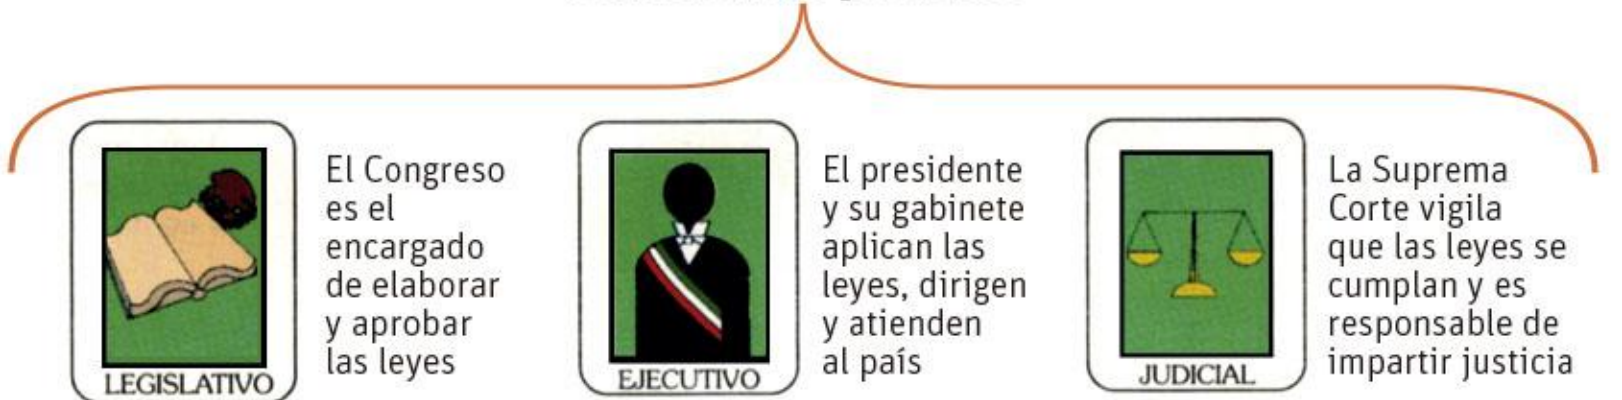 El Congreso
es el
encargado
de elaborar
y aprobar
las leyes
LEGISLATIVO
El presidente
y su gabinete
aplican las
leyes, dirigen
y atienden
al país
EJECUTIVO
La Suprema
Corte vigila
que las leyes se
cumplan y es
responsable de
impartir justicia
JUDICIAL